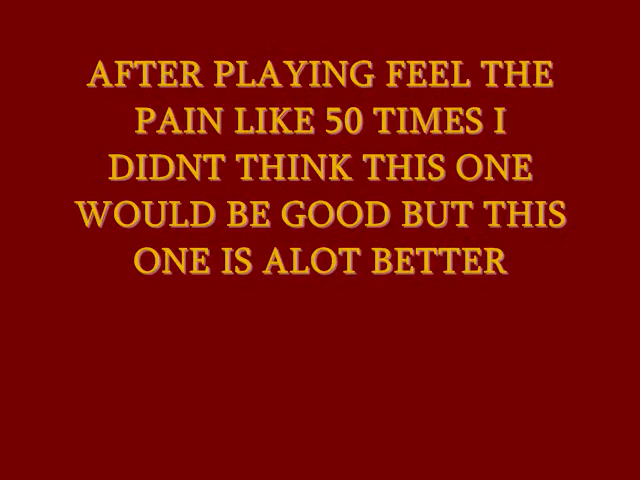 AFTER PLAYING FEEL THE
PAIN LIKE 50 TIMES I
DIDNT THINK THIS ONE
WOULD BE GOOD BUT THIS
ONE IS ALOT BETTER